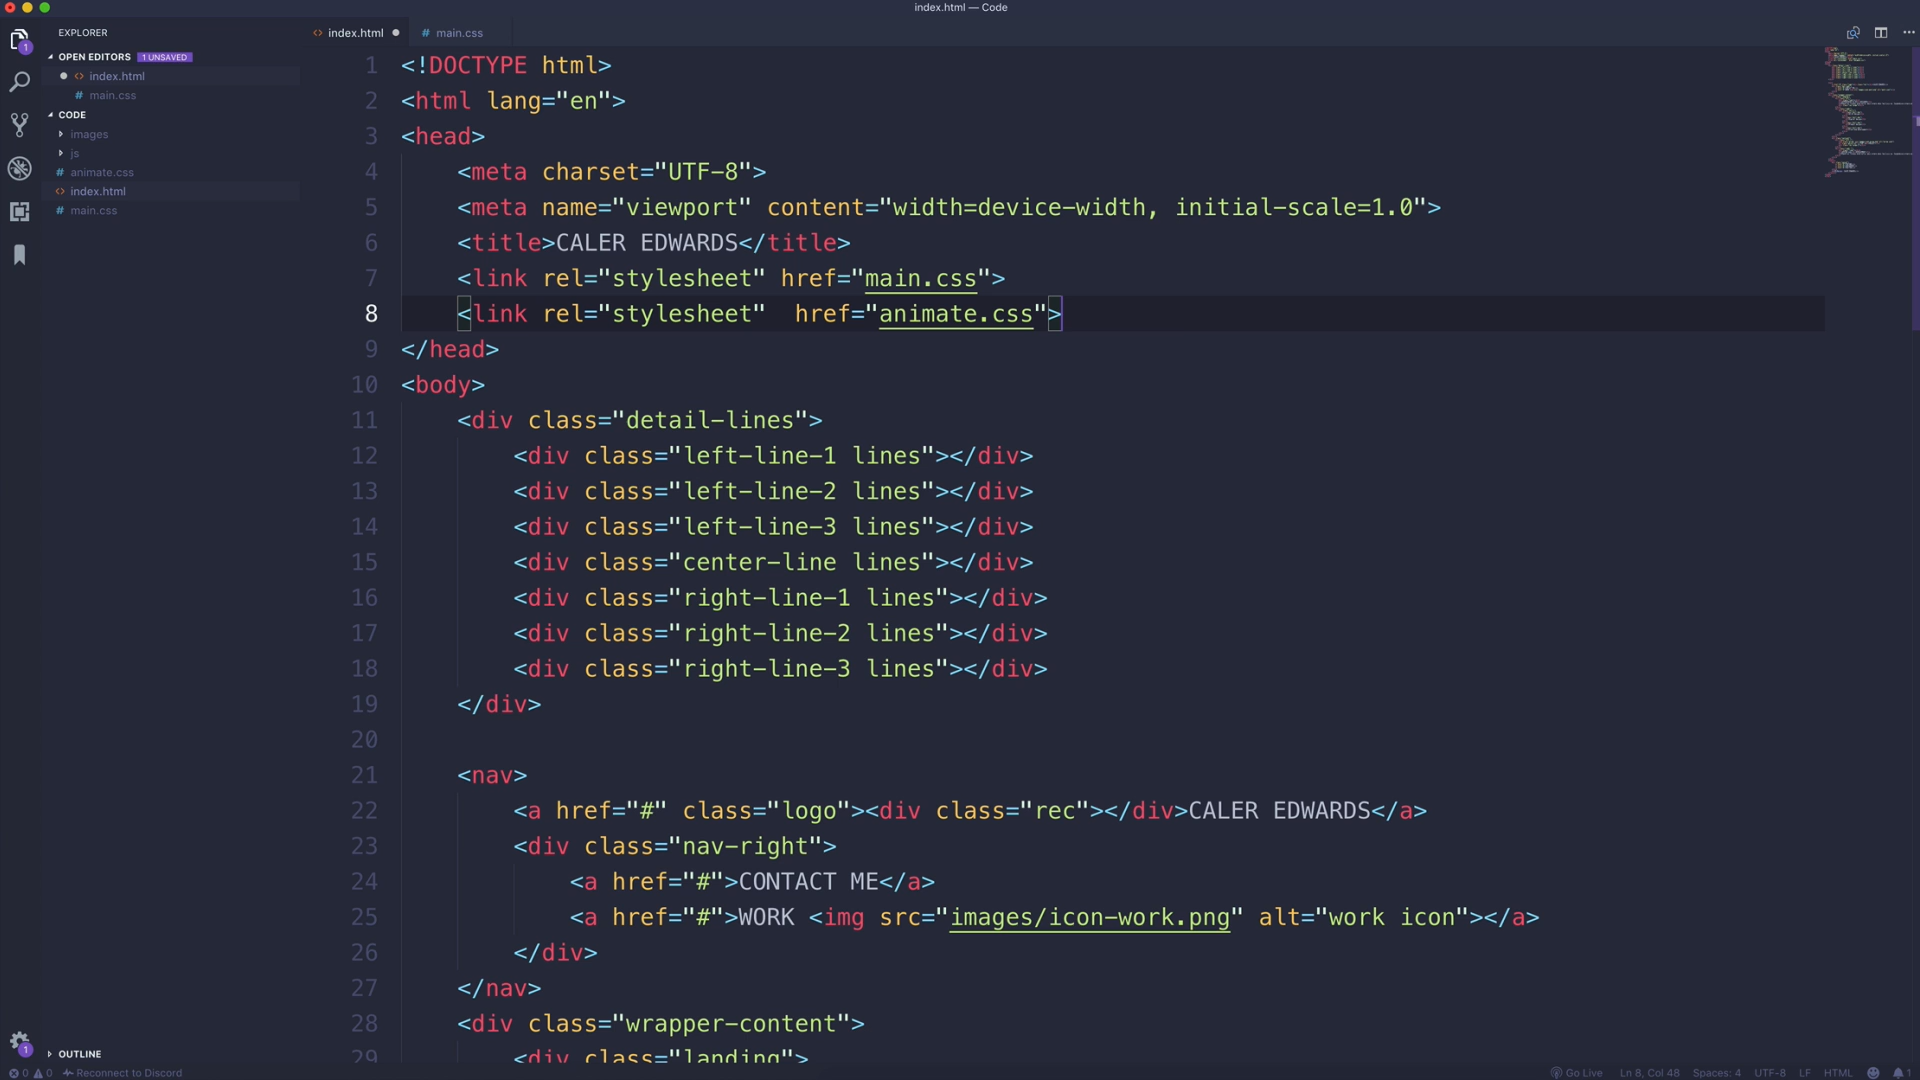 index.html — Code
EXPLORER
OPEN EDITORS 1 UNSAVED
<> index.html
# main.css
CODE
images
js
# animate.css
<> index.html
# main.css
OUTLINE
<> index.html ●
# main.css
1 <!DOCTYPE html>
2 <html lang="en">
3 <head>
4 <meta charset="UTF-8">
5 <meta name="viewport" content="width=device-width, initial-scale=1.0">
6 <title>CALER EDWARDS</title>
7 <link rel="stylesheet" href="main.css">
8 <link rel="stylesheet"  href="animate.css">
9 </head>
10 <body>
11 <div class="detail-lines">
12 <div class="left-line-1 lines"></div>
13 <div class="left-line-2 lines"></div>
14 <div class="left-line-3 lines"></div>
15 <div class="center-line lines"></div>
16 <div class="right-line-1 lines"></div>
17 <div class="right-line-2 lines"></div>
18 <div class="right-line-3 lines"></div>
19 </div>
20
21 <nav>
22 <a href="#" class="logo"><div class="rec"></div>CALER EDWARDS</a>
23 <div class="nav-right">
24 <a href="#">CONTACT ME</a>
25 <a href="#">WORK <img src="images/icon-work.png" alt="work icon"></a>
26 </div>
27 </nav>
28 <div class="wrapper-content">
29 <div class="landing">
1
1
0 0 Reconnect to Discord
Go Live Ln 8, Col 48 Spaces: 4 UTF-8 LF HTML 1